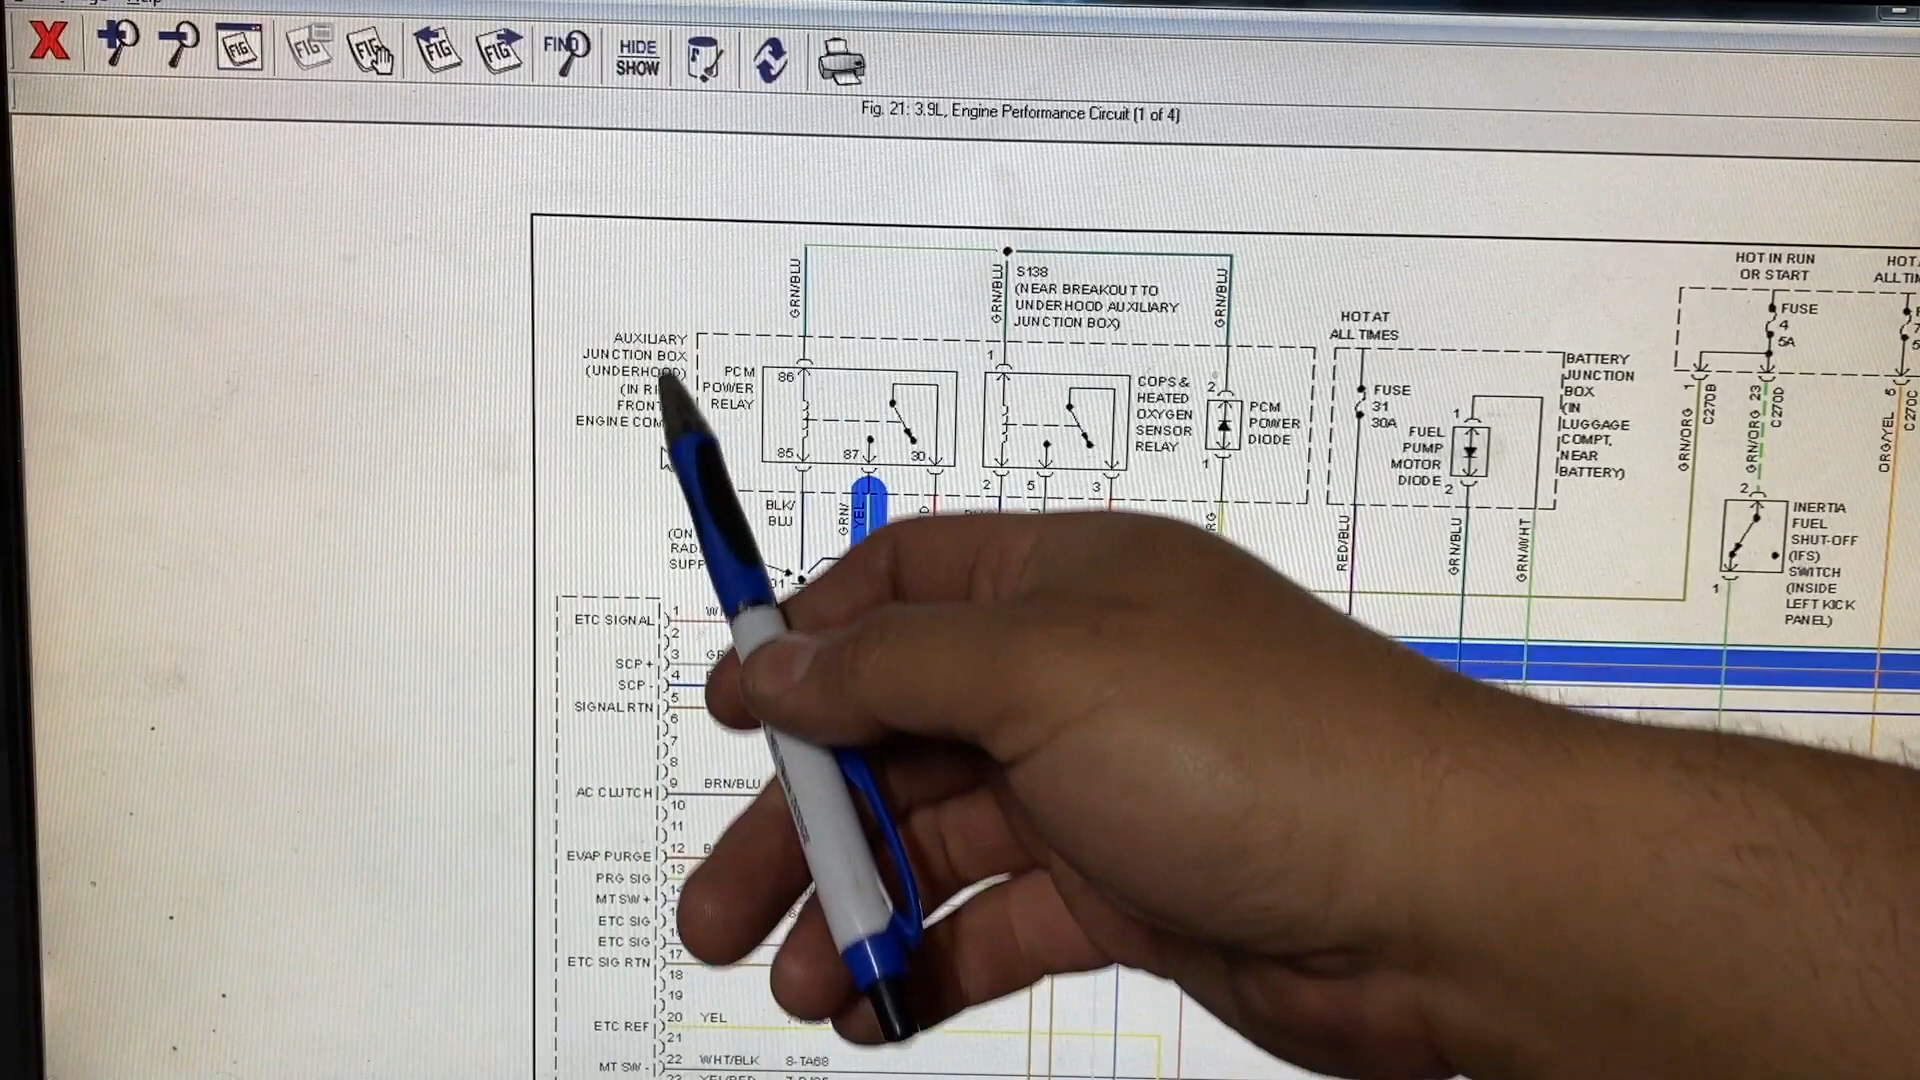 Help
FIG
FIG
FIG
FIG
FIG
FIND
HIDE
SHOW
Fig. 21: 3.9L, Engine Performance Circuit (1 of 4)
GRN/BLU
GRN/BLU
GRN/BLU
S138
(NEAR BREAKOUT TO
UNDERHOOD AUXILIARY
JUNCTION BOX)
AUXILIARY
JUNCTION BOX
(UNDERHOOD)
(IN
FRONT
ENGINE
PCM
POWER
RELAY
86
85
87
30
1
2
5
3
COPS &
HEATED
OXYGEN
SENSOR
RELAY
2
1
PCM
POWER
DIODE
HOT AT
ALL TIMES
FUSE
31
30A
FUEL
PUMP
MOTOR
DIODE
1
2
BATTERY
JUNCTION
BOX
(IN
LUGGAGE
COMPT,
NEAR
BATTERY)
HOT IN RUN
OR START
FUSE
4
5A
1
C270B
23
C270D
5
C270C
GRN/ORG
GRN/ORG
ORG/YEL
2
1
INERTIA
FUEL
SHUT-OFF
(IFS)
SWITCH
(INSIDE
LEFT KICK
PANEL)
BLK/
BLU
GRN/
YEL
RED/BLU
GRN/BLU
GRN/WHT
(ON
ETC SIGNAL 1
2
SCP + 3
SCP - 4
SIGNAL RTN 5
6
7
8
AC CLUTCH 9 BRN/BLU
10
11
EVAP PURGE 12
PRG SIG 13
MT SW +
ETC SIG
ETC SIG
ETC SIG RTN 17
18
19
ETC REF 20 YEL
21
MT SW - 22 WHT/BLK 8-TA68